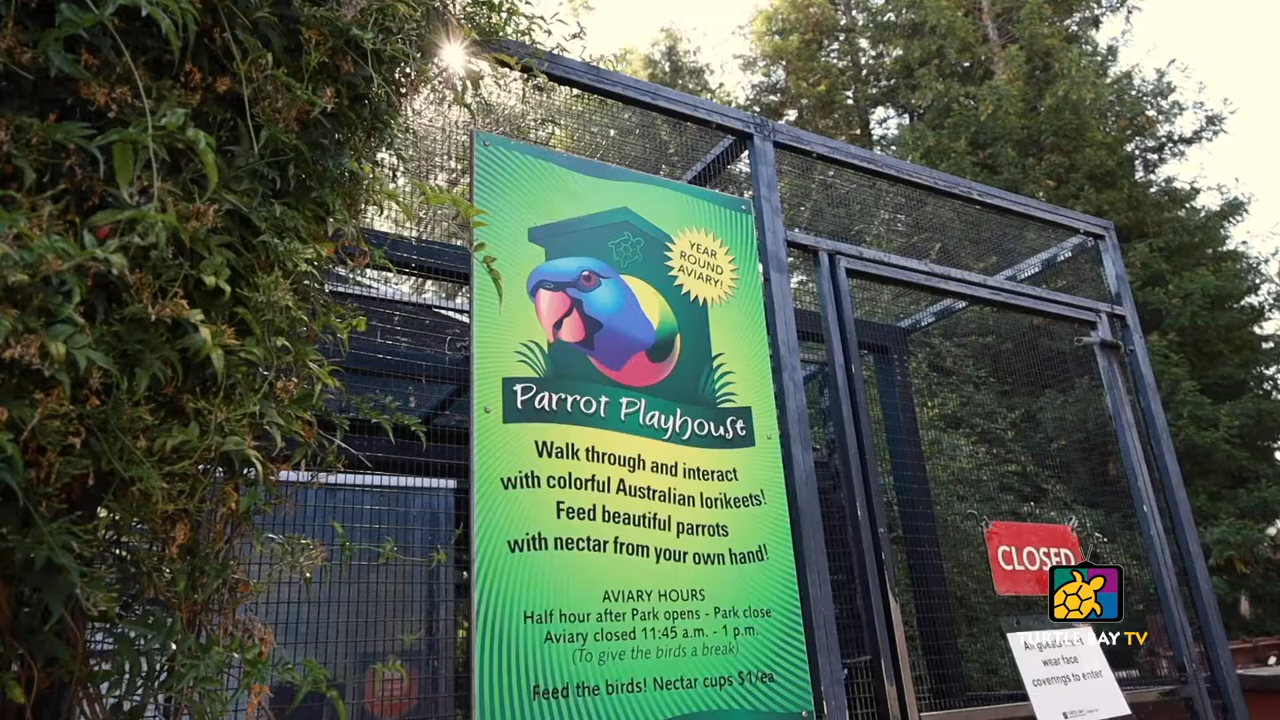 YEAR
ROUND
AVIARY!
Parrot Playhouse
Walk through and interact
with colorful Australian lorikeets!
Feed beautiful parrots
with nectar from your own hand!
AVIARY HOURS
Half hour after Park opens - Park close
Aviary closed 11:45 a.m. - 1 p.m.
(To give the birds a break)
Feed the birds! Nectar cups $1/ea
CLOSED
TURTLE BAY TV
All guests must
wear face
coverings to enter